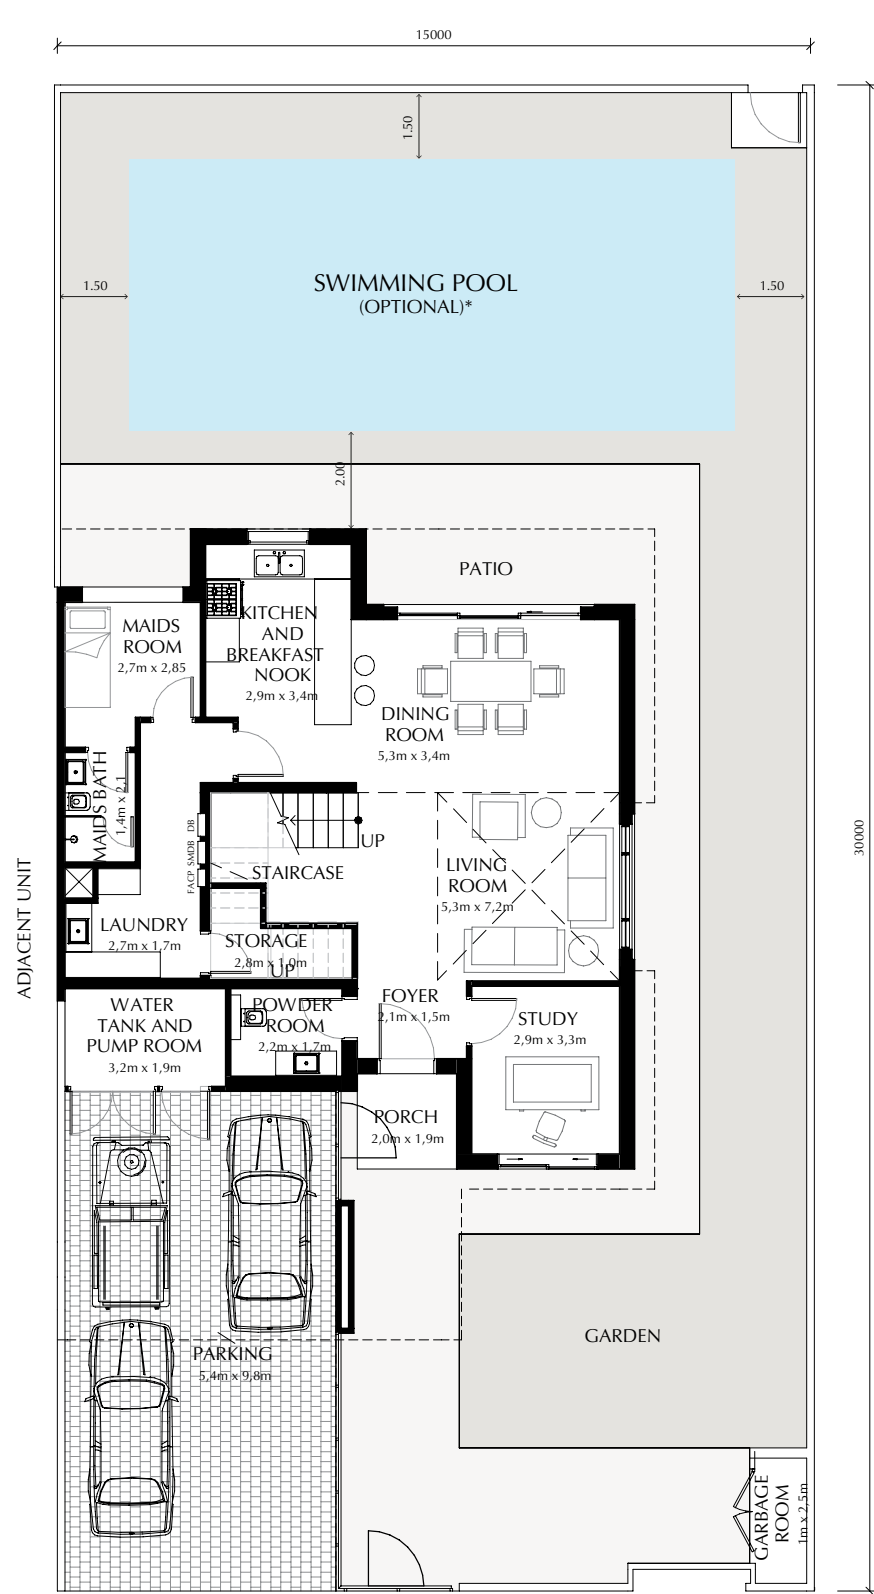 15000
1.50
SWIMMING POOL
(OPTIONAL)*
1.50
1.50
2.00
PATIO
KITCHEN
AND
BREAKFAST
NOOK
2,9m x 3,4m
MAIDS
ROOM
2,7m x 2,85
DINING
ROOM
5,3m x 3,4m
MAIDS BATH
1,4m x 2,1
FACP SMDB DB
UP
STAIRCASE
LIVING
ROOM
5,3m x 7,2m
30000
ADJACENT UNIT
LAUNDRY
2,7m x 1,7m
STORAGE
2,8m x 1,0m
UP
WATER
TANK AND
PUMP ROOM
3,2m x 1,9m
POWDER
ROOM
2,2m x 1,7m
FOYER
2,1m x 1,5m
STUDY
2,9m x 3,3m
PORCH
2,0m x 1,9m
GARDEN
PARKING
5,4m x 9,8m
GARBAGE
ROOM
1m x 2,5m